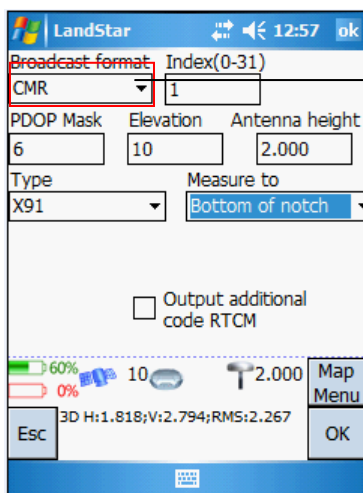 LandStar 12:57 ok
Broadcast format Index(0-31)
CMR 1
PDOP Mask Elevation Antenna height
6 10 2.000
Type Measure to
X91 Bottom of notch
Output additional
code RTCM
60% 10 2.000 Map
Menu
0%
3D H:1.818;V:2.794;RMS:2.267
Esc OK